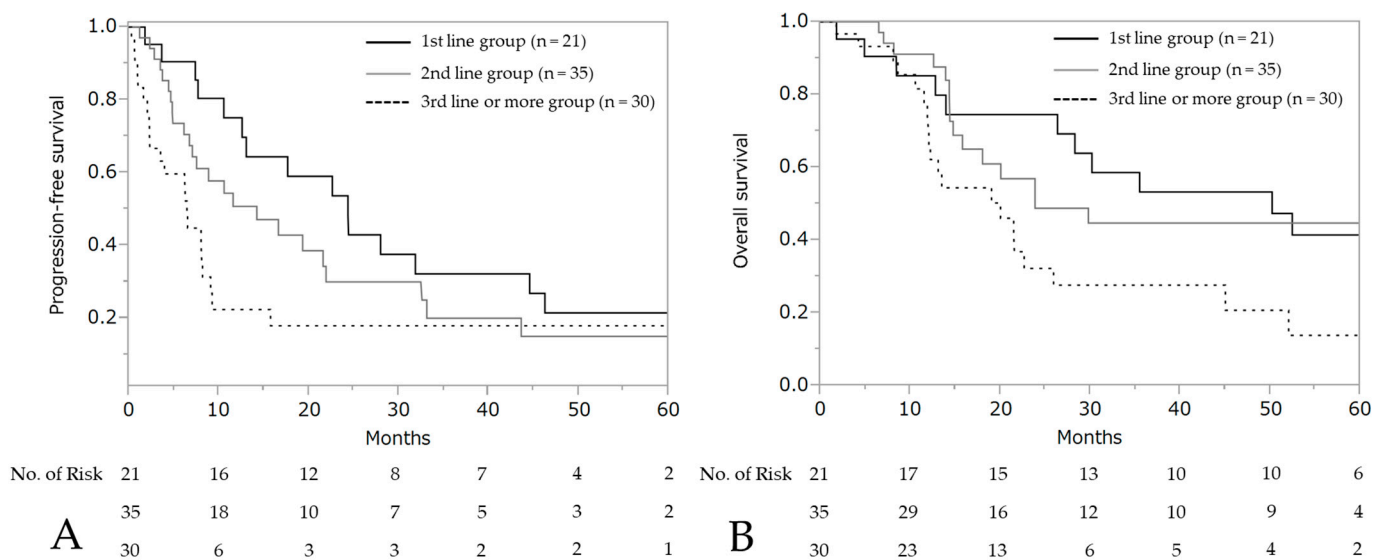 1.0
0.8
0.6
0.4
0.2
Progression-free survival
1st line group (n = 21)
2nd line group (n = 35)
3rd line or more group (n = 30)
0 10 20 30 40 50 60
Months
No. of Risk 21 16 12 8 7 4 2
35 18 10 7 5 3 2
30 6 3 3 2 2 1
A
1.0
0.8
0.6
0.4
0.2
0.0
Overall survival
1st line group (n = 21)
2nd line group (n = 35)
3rd line or more group (n = 30)
0 10 20 30 40 50 60
Months
No. of Risk 21 17 15 13 10 10 6
35 29 16 12 10 9 4
30 23 13 6 5 4 2
B